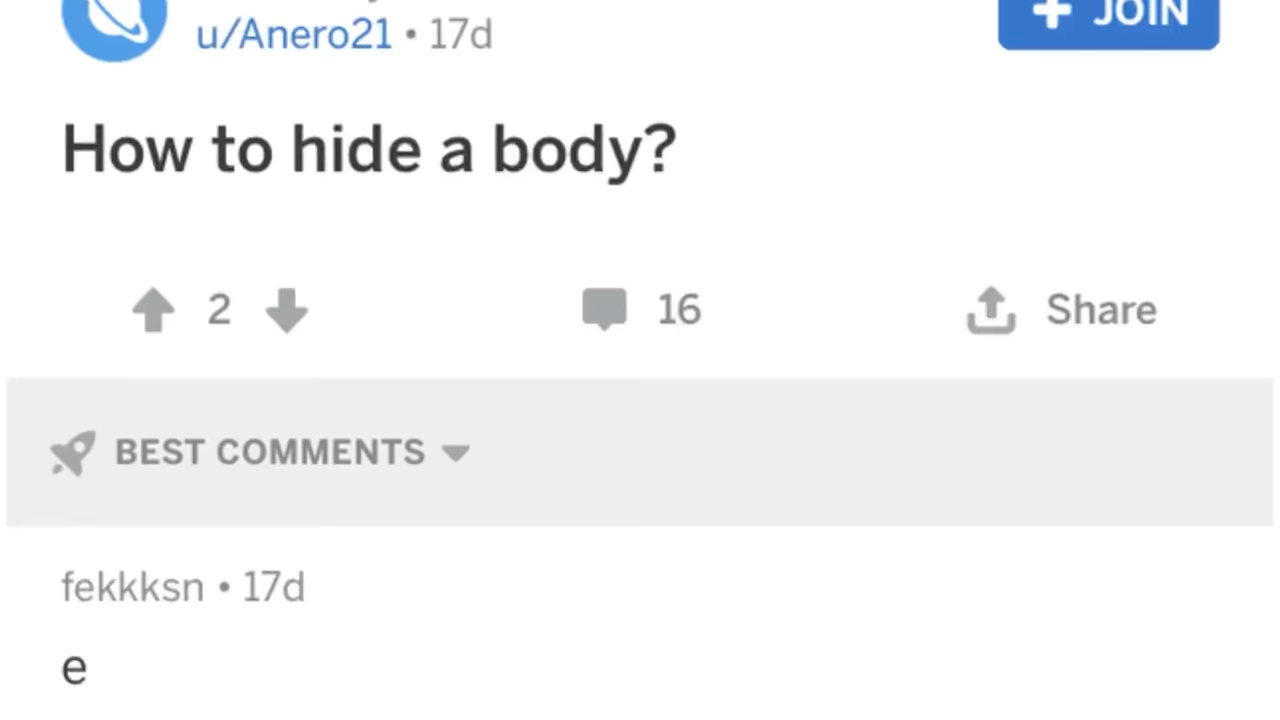 u/Anero21 • 17d
+ JOIN
How to hide a body?
2
16
Share
BEST COMMENTS
fekkksn • 17d
e